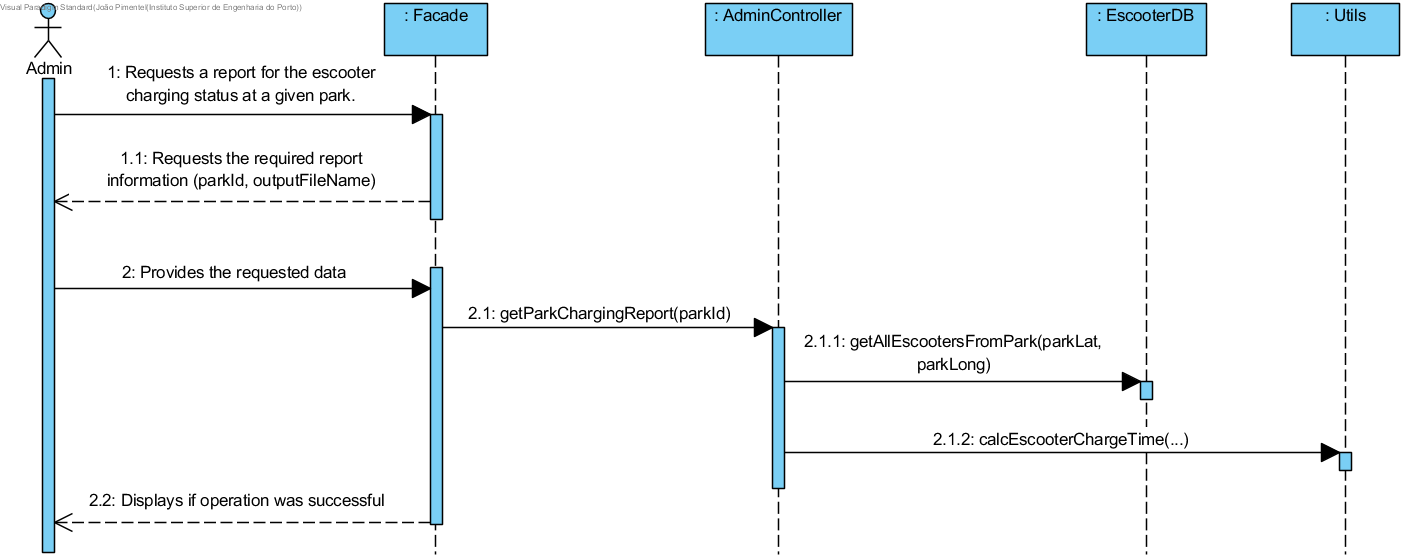 Visual Paradigm Standard(João Pimentel(Instituto Superior de Engenharia do Porto))
: Facade
: AdminController
: EscooterDB
: Utils
Admin
1: Requests a report for the escooter
charging status at a given park.
1.1: Requests the required report
information (parkId, outputFileName)
2: Provides the requested data
2.1: getParkChargingReport(parkId)
2.1.1: getAllEscootersFromPark(parkLat,
parkLong)
2.1.2: calcEscooterChargeTime(...)
2.2: Displays if operation was successful